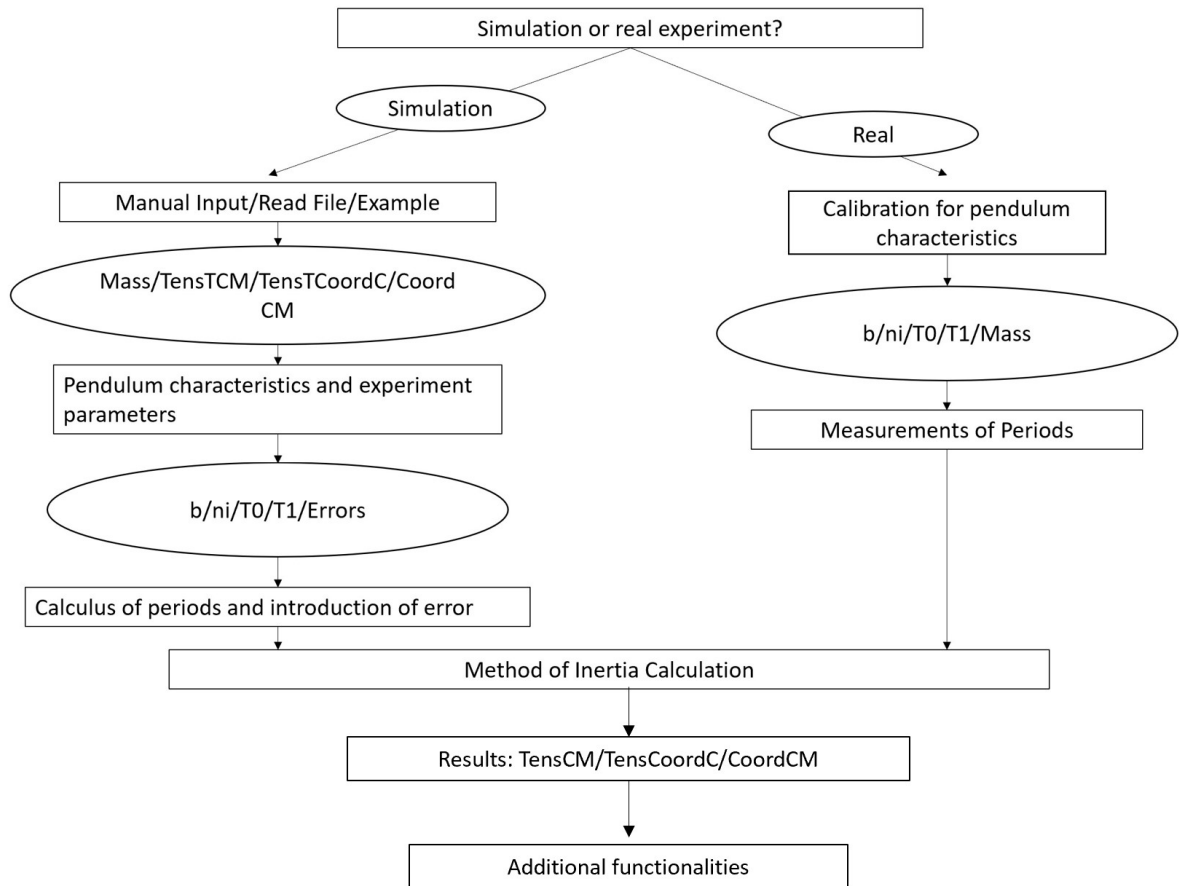 Simulation or real experiment?
Simulation
Real
Manual Input/Read File/Example
Calibration for pendulum
characteristics
Mass/TensTCM/TensTCoordC/Coord
CM
b/ni/T0/T1/Mass
Pendulum characteristics and experiment
parameters
Measurements of Periods
b/ni/T0/T1/Errors
Calculus of periods and introduction of error
Method of Inertia Calculation
Results: TensCM/TensCoordC/CoordCM
Additional functionalities